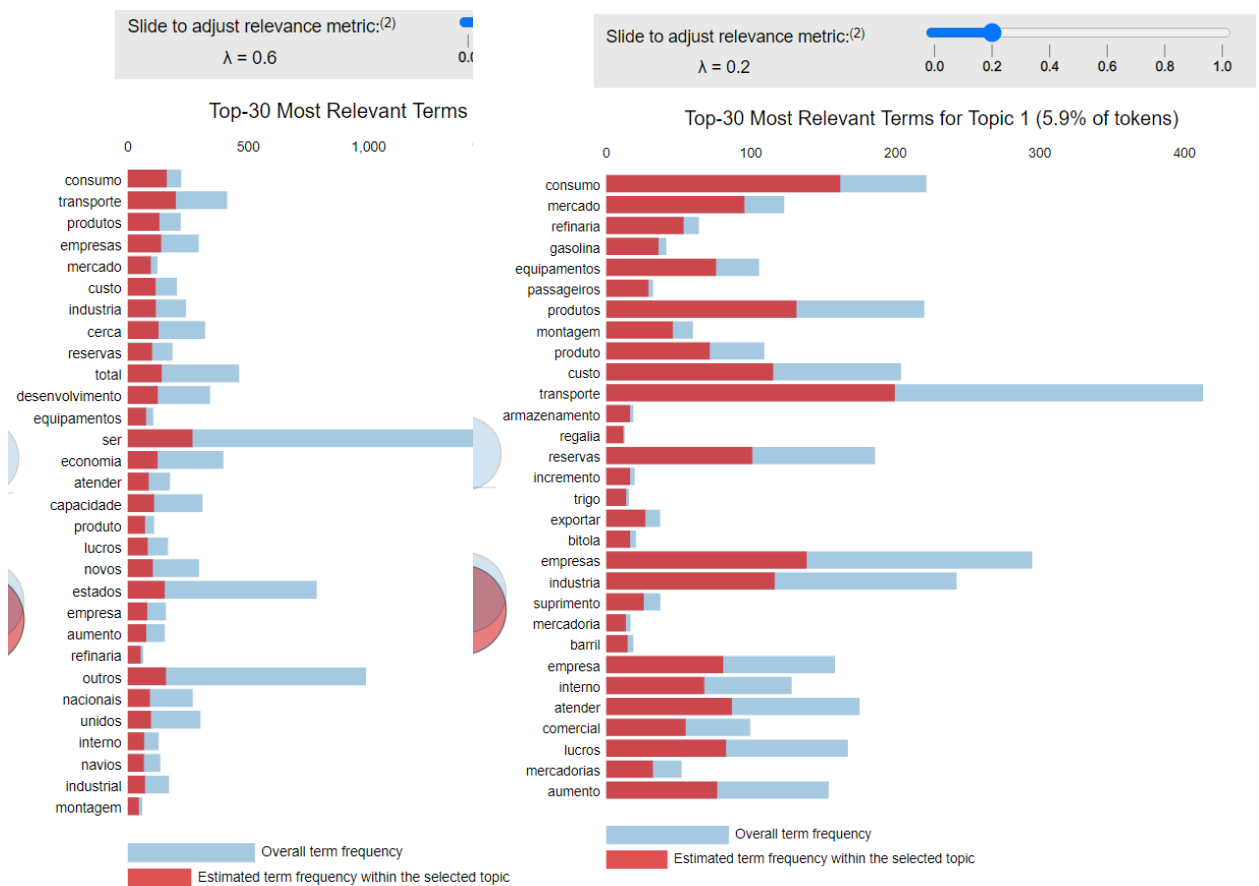 Slide to adjust relevance metric:(2)
λ = 0.6
0.0
Top-30 Most Relevant Terms
0
500
1,000
consumo
transporte
produtos
empresas
mercado
custo
industria
cerca
reservas
total
desenvolvimento
equipamentos
ser
economia
atender
capacidade
produto
lucros
novos
estados
empresa
aumento
refinaria
outros
nacionais
unidos
interno
navios
industrial
montagem
Overall term frequency
Estimated term frequency within the selected topic
Slide to adjust relevance metric:(2)
λ = 0.2
0.0 0.2 0.4 0.6 0.8 1.0
Top-30 Most Relevant Terms for Topic 1 (5.9% of tokens)
0 100 200 300 400
consumo
mercado
refinaria
gasolina
equipamentos
passageiros
produtos
montagem
produto
custo
transporte
armazenamento
regalia
reservas
incremento
trigo
exportar
bitola
empresas
industria
suprimento
mercadoria
barril
empresa
interno
atender
comercial
lucros
mercadorias
aumento
Overall term frequency
Estimated term frequency within the selected topic